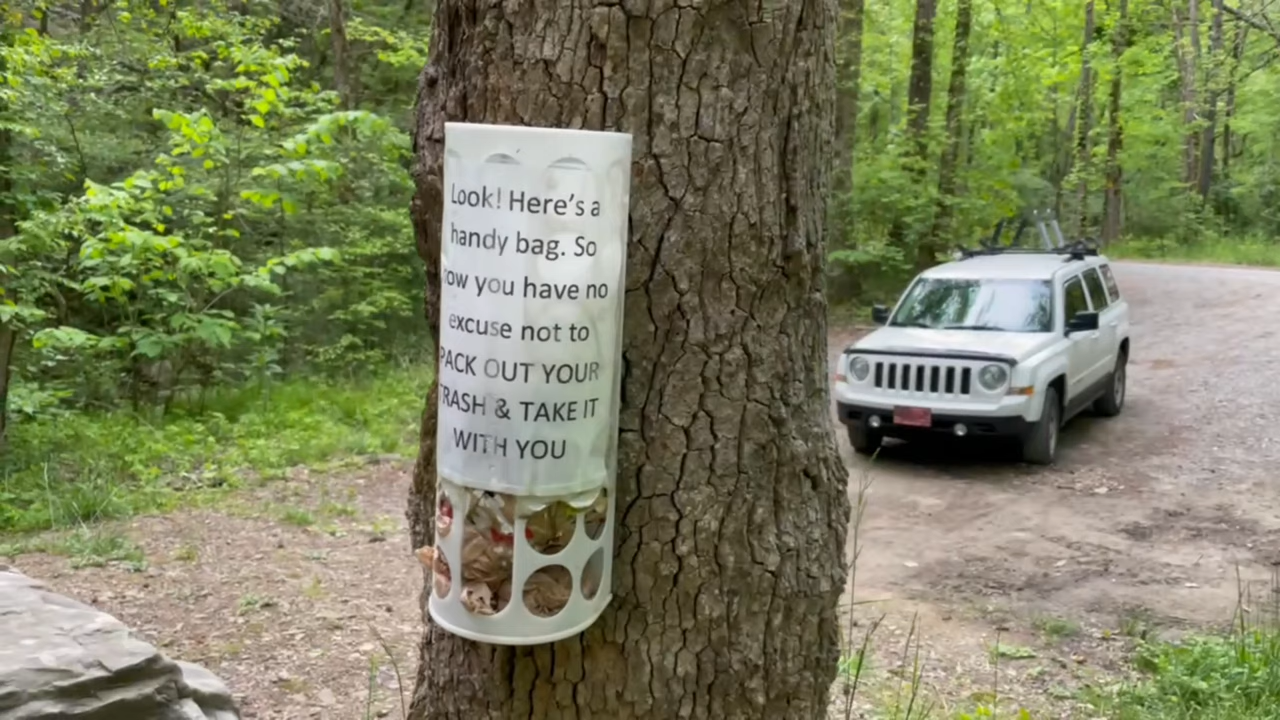 Look! Here's a
handy bag. So
now you have no
excuse not to
PACK OUT YOUR
TRASH & TAKE IT
WITH YOU